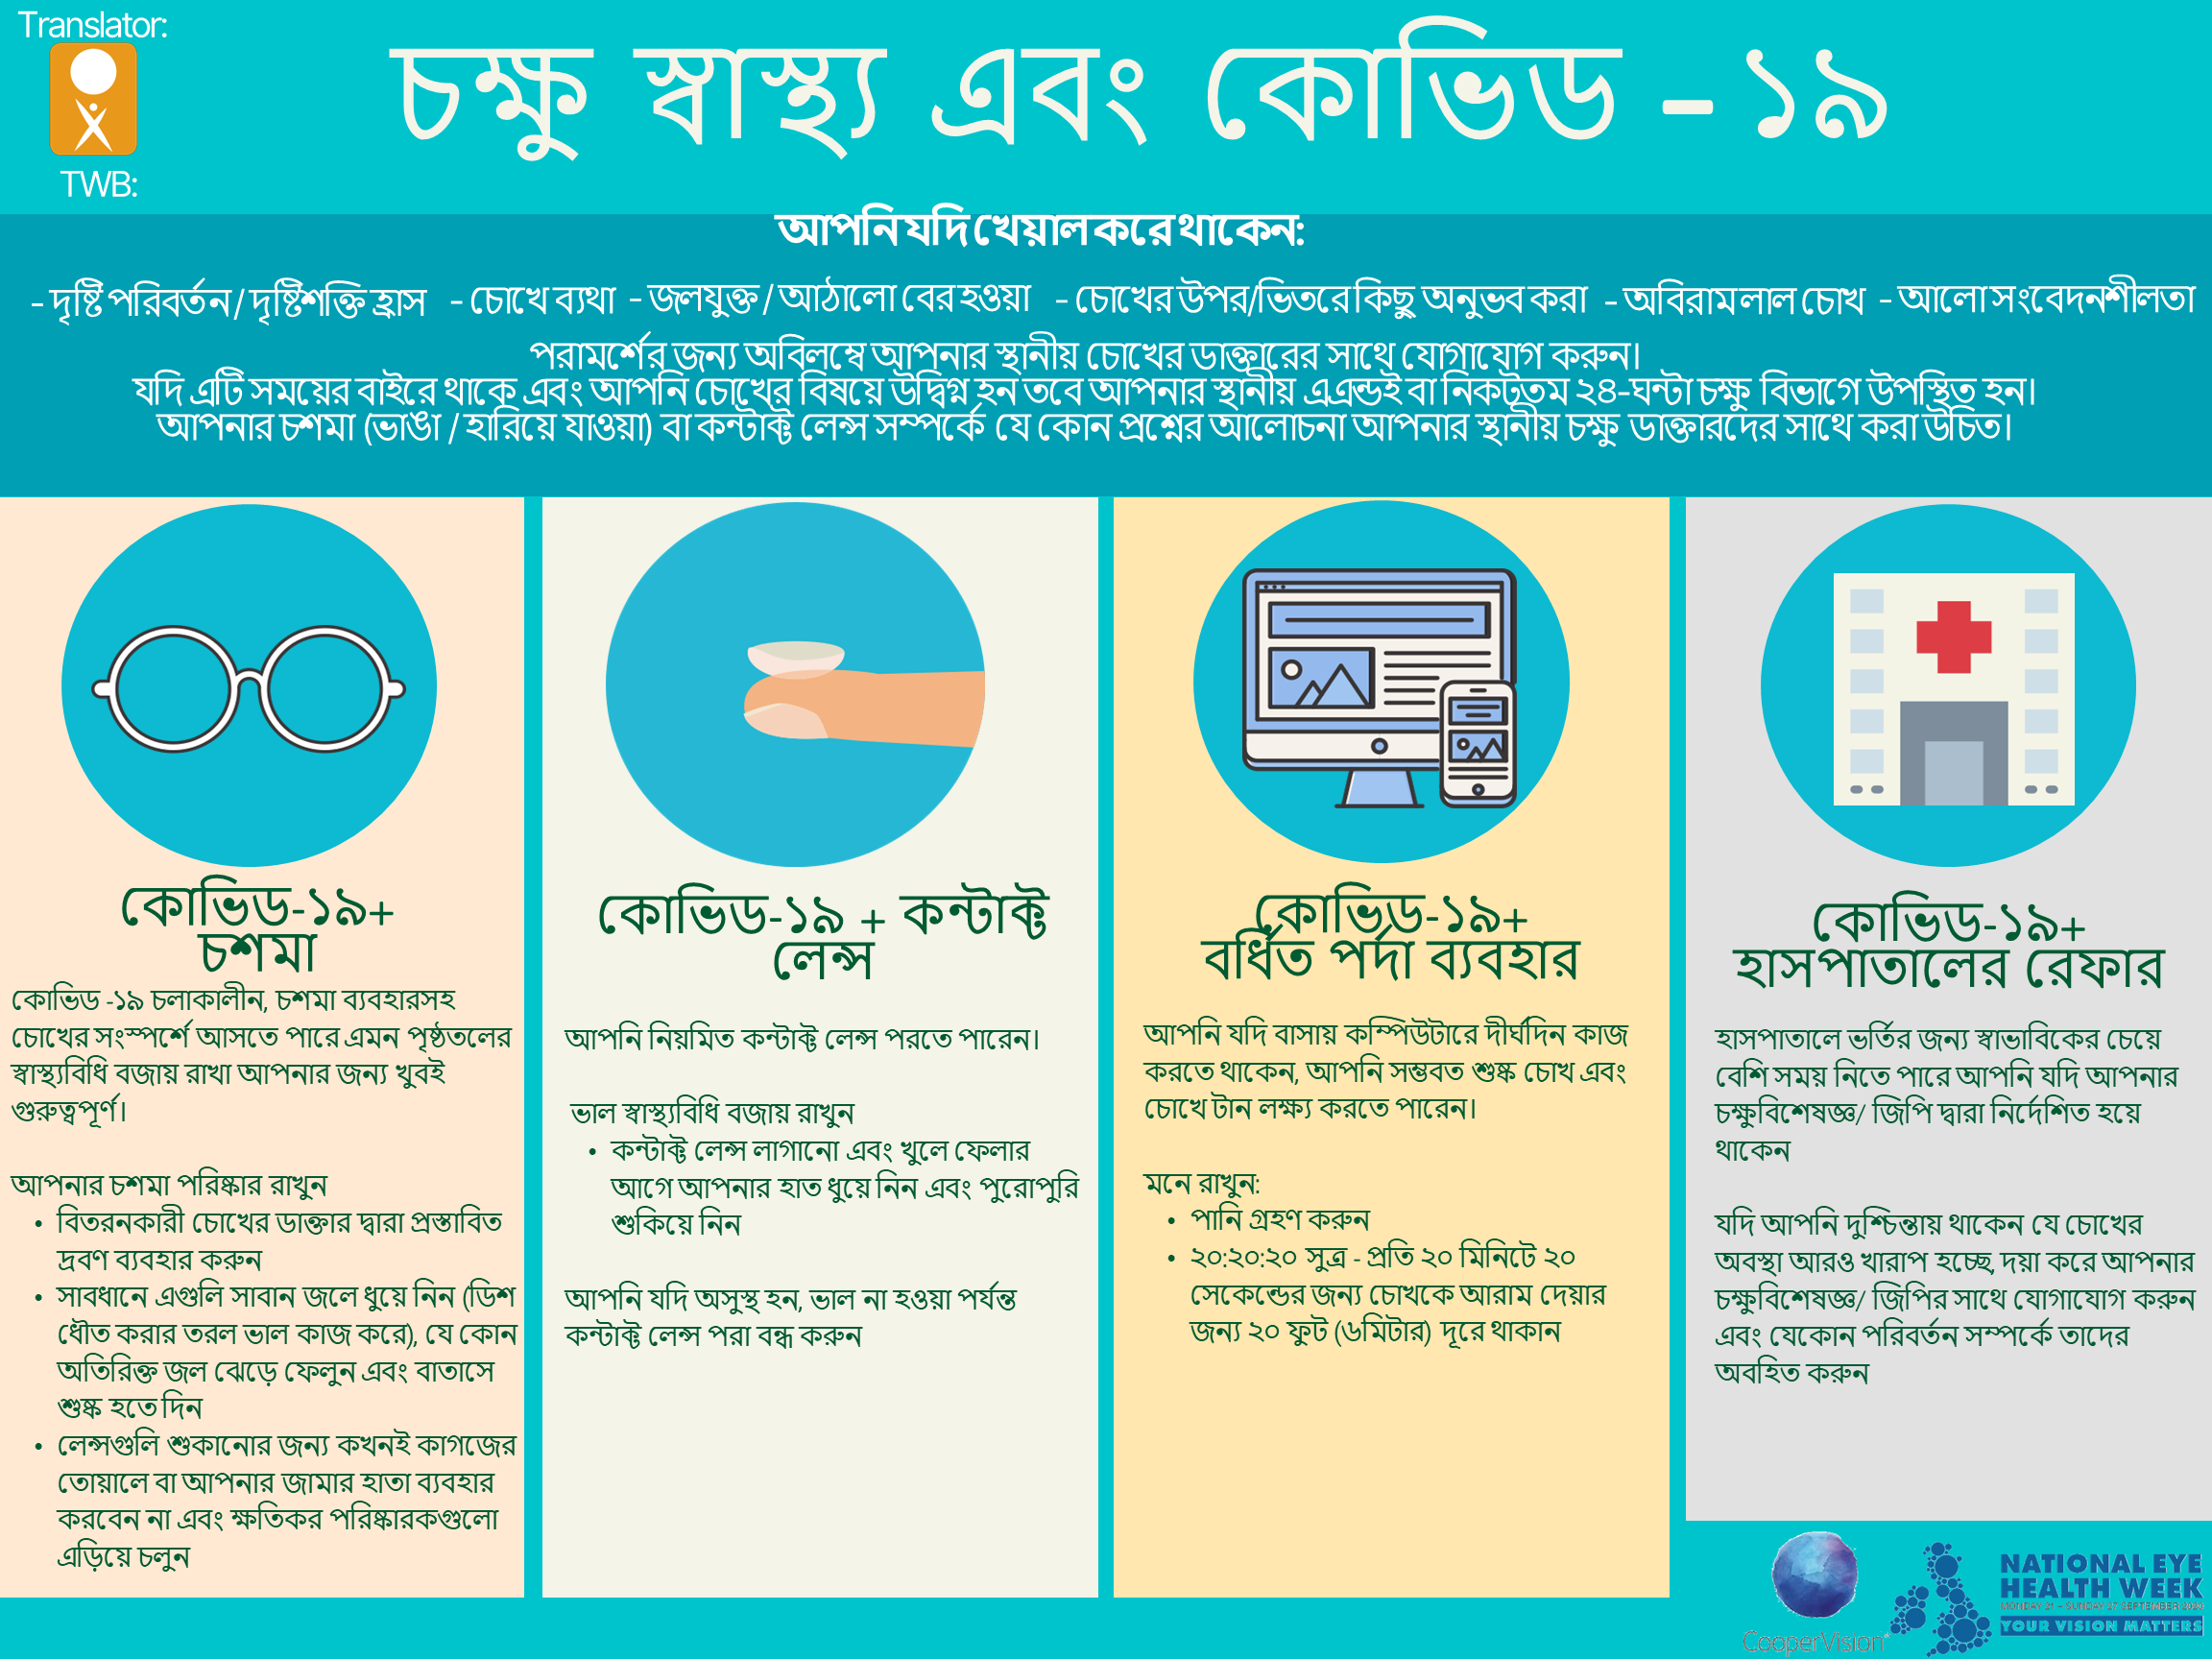 Translator:
TWB:
চক্ষু স্বাস্থ্য এবং কোভিড - ১৯
আপনি যদি খেয়াল করে থাকেন:
- দৃষ্টি পরিবর্তন / দৃষ্টিশক্তি হ্রাস - চোখে ব্যথা - জলযুক্ত / আঠালো বের হওয়া - চোখের উপর/ভিতরে কিছু অনুভব করা - অবিরাম লাল চোখ - আলো সংবেদনশীলতা
পরামর্শের জন্য অবিলম্বে আপনার স্থানীয় চোখের ডাক্তারের সাথে যোগাযোগ করুন।
যদি এটি সময়ের বাইরে থাকে এবং আপনি চোখের বিষয়ে উদ্বিগ্ন হন তবে আপনার স্থানীয় এএন্ডই বা নিকটতম ২৪-ঘন্টা চক্ষু বিভাগে উপস্থিত হন।
আপনার চশমা (ভাঙা / হারিয়ে যাওয়া) বা কন্টাক্ট লেন্স সম্পর্কে যে কোন প্রশ্নের আলোচনা আপনার স্থানীয় চক্ষু ডাক্তারদের সাথে করা উচিত।
কোভিড-১৯+
চশমা
কোভিড -১৯ চলাকালীন, চশমা ব্যবহারসহ
চোখের সংস্পর্শে আসতে পারে এমন পৃষ্ঠতলের
স্বাস্থ্যবিধি বজায় রাখা আপনার জন্য খুবই
গুরুত্বপূর্ণ।
আপনার চশমা পরিষ্কার রাখুন
• বিতরনকারী চোখের ডাক্তার দ্বারা প্রস্তাবিত
দ্রবণ ব্যবহার করুন
• সাবধানে এগুলি সাবান জলে ধুয়ে নিন (ডিশ
ধৌত করার তরল ভাল কাজ করে), যে কোন
অতিরিক্ত জল ঝেড়ে ফেলুন এবং বাতাসে
শুষ্ক হতে দিন
• লেন্সগুলি শুকানোর জন্য কখনই কাগজের
তোয়ালে বা আপনার জামার হাতা ব্যবহার
করবেন না এবং ক্ষতিকর পরিষ্কারকগুলো
এড়িয়ে চলুন
কোভিড-১৯ + কন্টাক্ট
লেন্স
আপনি নিয়মিত কন্টাক্ট লেন্স পরতে পারেন।
ভাল স্বাস্থ্যবিধি বজায় রাখুন
• কন্টাক্ট লেন্স লাগানো এবং খুলে ফেলার
আগে আপনার হাত ধুয়ে নিন এবং পুরোপুরি
শুকিয়ে নিন
আপনি যদি অসুস্থ হন, ভাল না হওয়া পর্যন্ত
কন্টাক্ট লেন্স পরা বন্ধ করুন
কোভিড-১৯+
বর্ধিত পর্দা ব্যবহার
আপনি যদি বাসায় কম্পিউটারে দীর্ঘদিন কাজ
করতে থাকেন, আপনি সম্ভবত শুষ্ক চোখ এবং
চোখে টান লক্ষ্য করতে পারেন।
মনে রাখুন:
• পানি গ্রহণ করুন
• ২০:২০:২০ সুত্র - প্রতি ২০ মিনিটে ২০
সেকেন্ডের জন্য চোখকে আরাম দেয়ার
জন্য ২০ ফুট (৬মিটার) দূরে থাকান
কোভিড-১৯+
হাসপাতালের রেফার
হাসপাতালে ভর্তির জন্য স্বাভাবিকের চেয়ে
বেশি সময় নিতে পারে আপনি যদি আপনার
চক্ষুবিশেষজ্ঞ/ জিপি দ্বারা নির্দেশিত হয়ে
থাকেন
যদি আপনি দুশ্চিন্তায় থাকেন যে চোখের
অবস্থা আরও খারাপ হচ্ছে, দয়া করে আপনার
চক্ষুবিশেষজ্ঞ/ জিপির সাথে যোগাযোগ করুন
এবং যেকোন পরিবর্তন সম্পর্কে তাদের
অবহিত করুন
CooperVision
NATIONAL EYE
HEALTH WEEK
MONDAY 21 – SUNDAY 27 SEPTEMBER 2020
YOUR VISION MATTERS